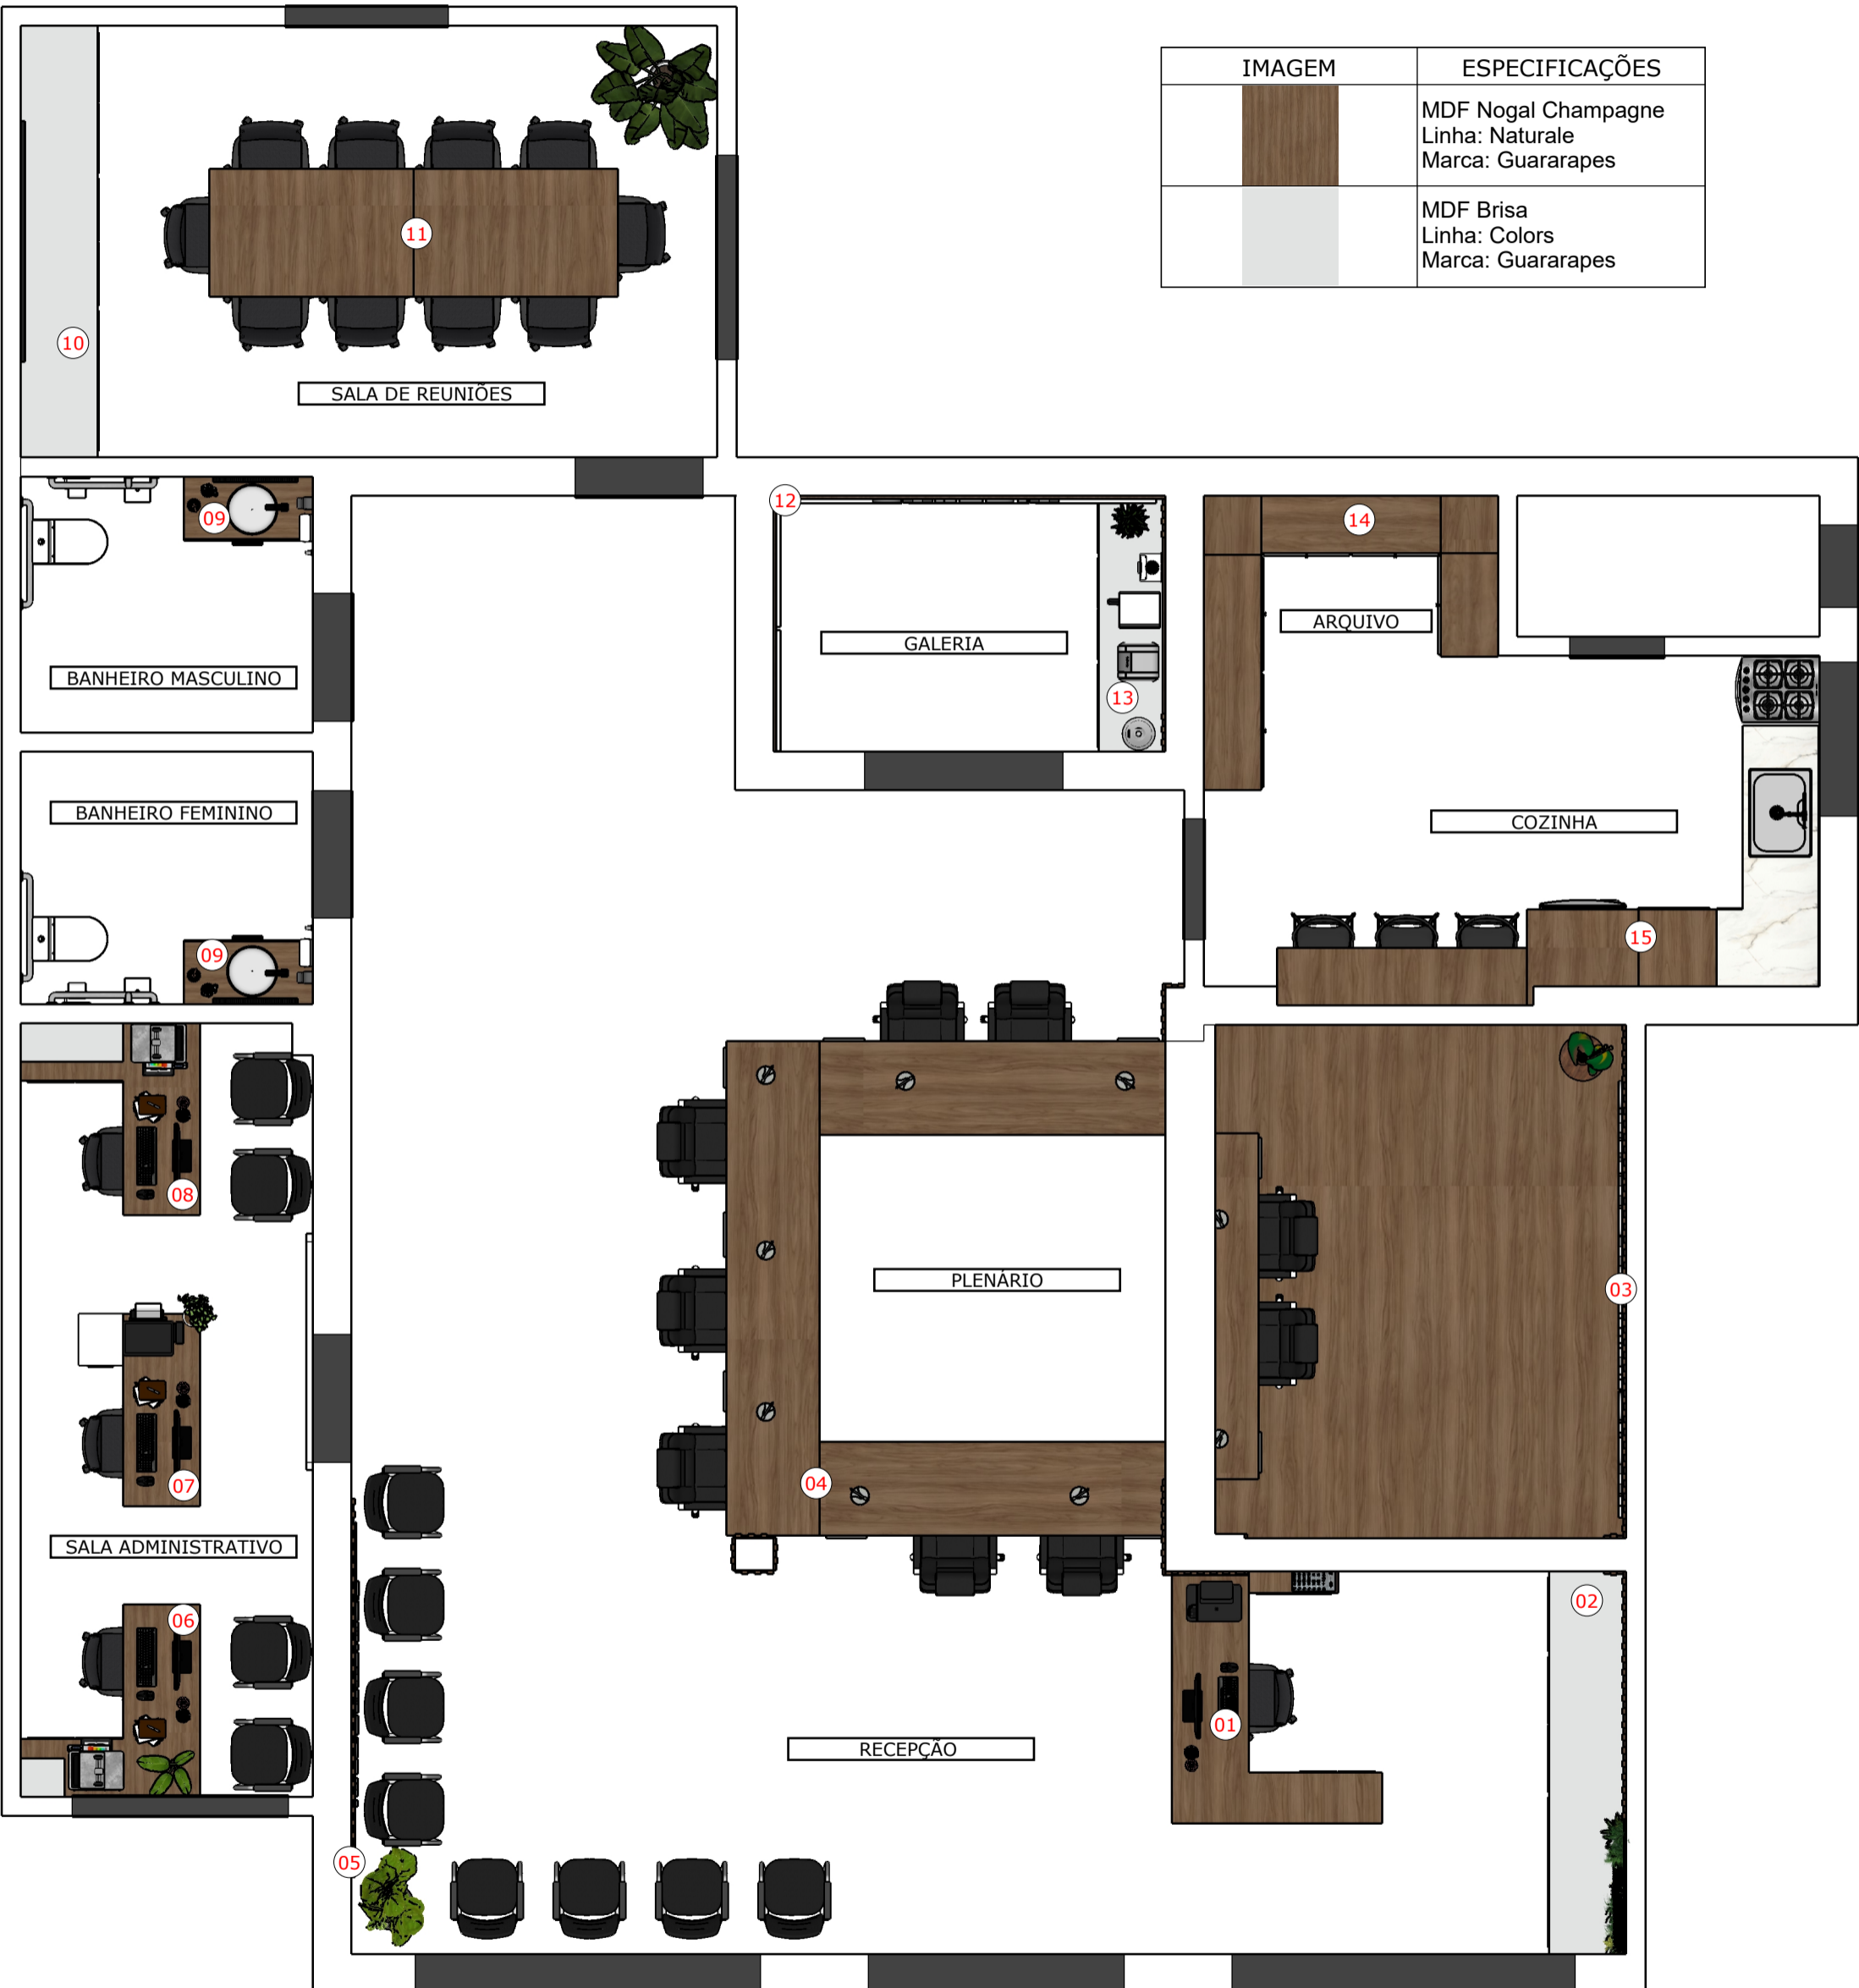 IMAGEM
ESPECIFICAÇÕES
MDF Nogal Champagne
Linha: Naturale
Marca: Guararapes
MDF Brisa
Linha: Colors
Marca: Guararapes
11
10
SALA DE REUNIÕES
12
09
14
ARQUIVO
GALERIA
BANHEIRO MASCULINO
13
BANHEIRO FEMININO
COZINHA
09
15
08
PLENÁRIO
03
07
04
SALA ADMINISTRATIVO
06
02
01
RECEPÇÃO
05